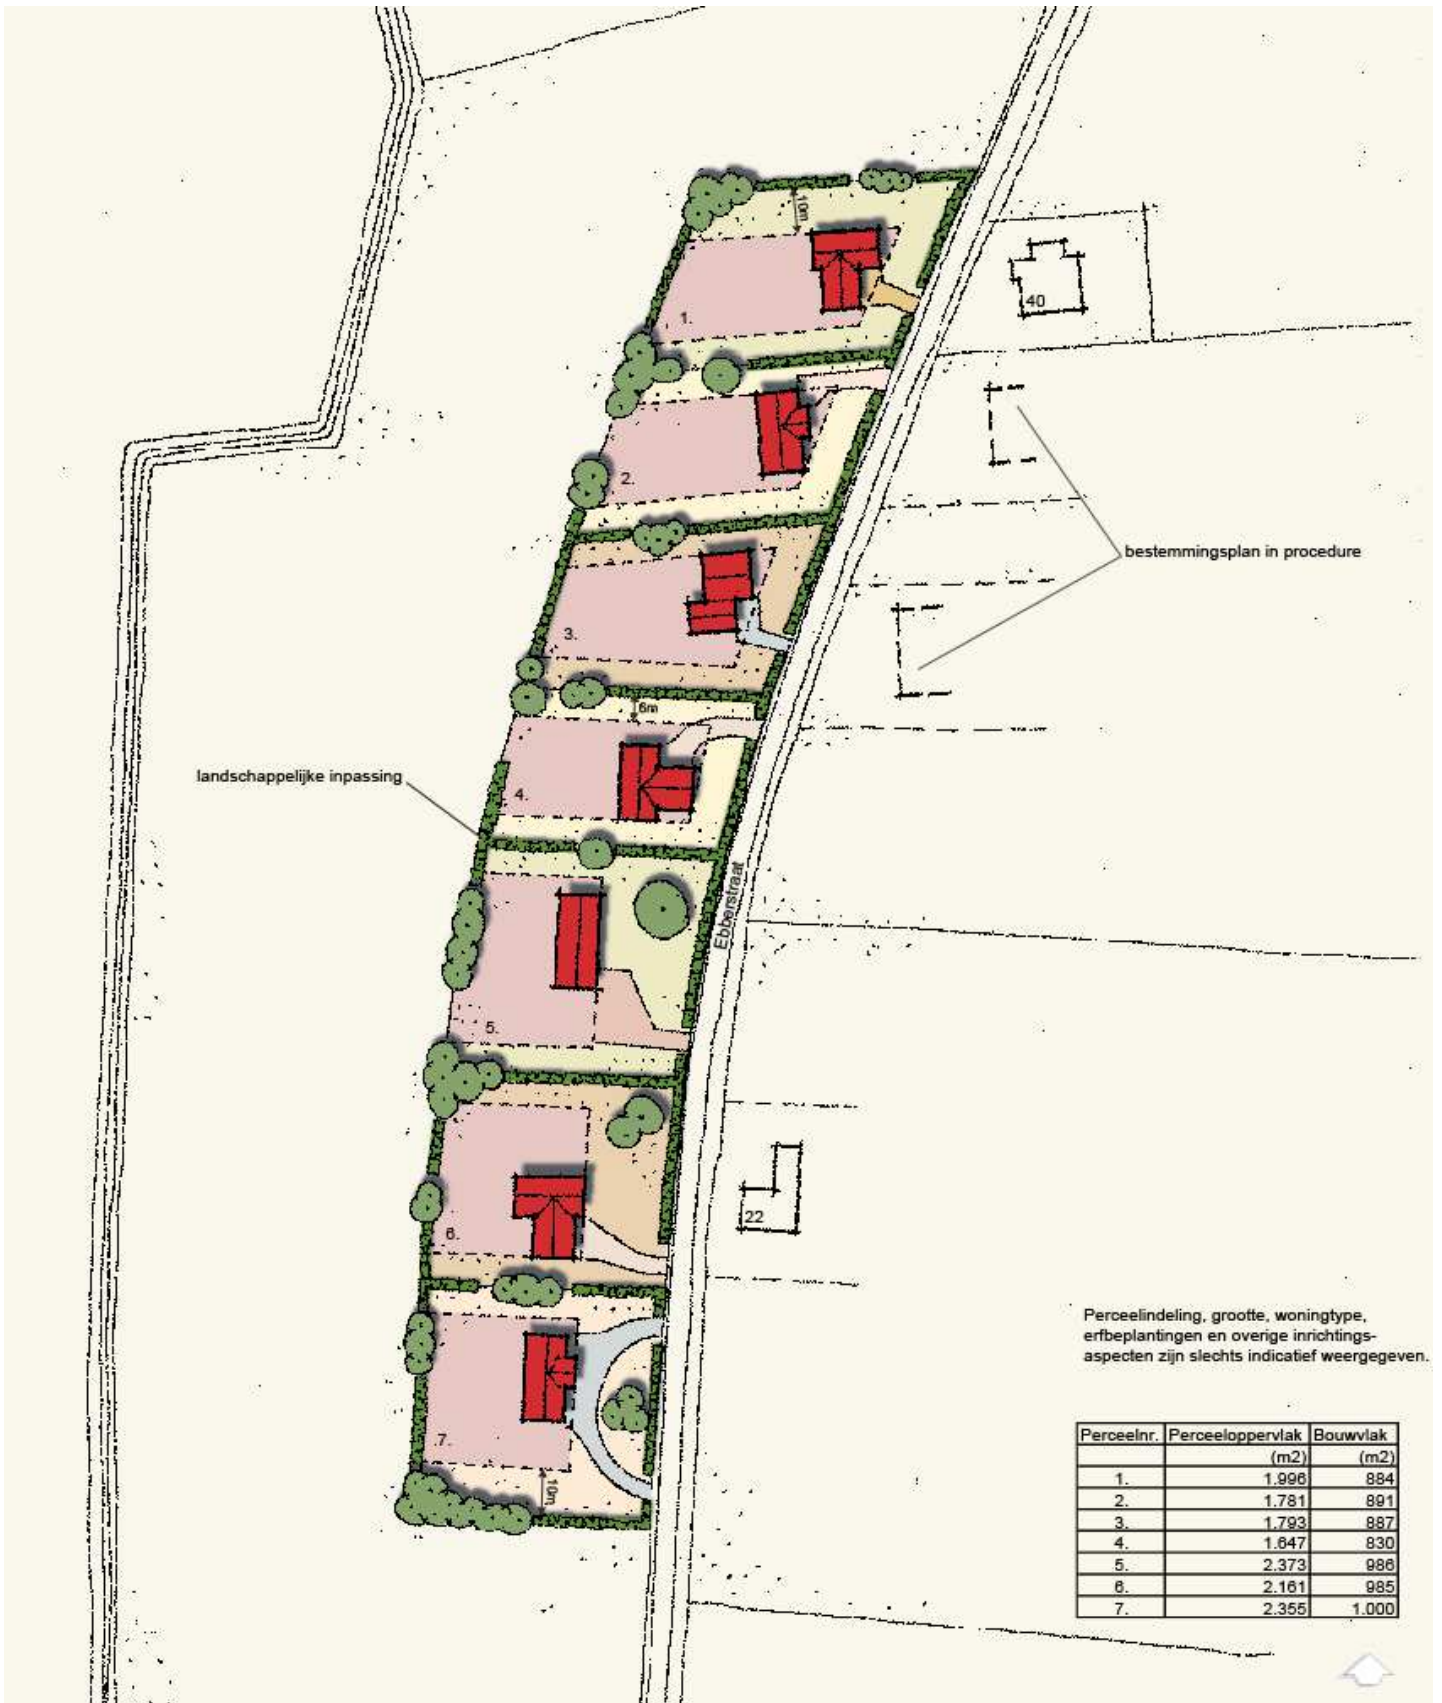 10m
1.
40
2.
bestemmingsplan in procedure
3.
6m
landschappelijke inpassing
4.
Ebberstraat
5.
22
6.
7.
10m
Perceelindeling, grootte, woningtype,
erfbeplantingen en overige inrichtings-
aspecten zijn slechts indicatief weergegeven.
Perceelnr. Perceeloppervlak Bouwvlak
(m2) (m2)
1. 1.996 884
2. 1.781 891
3. 1.793 887
4. 1.647 830
5. 2.373 986
6. 2.161 985
7. 2.355 1.000